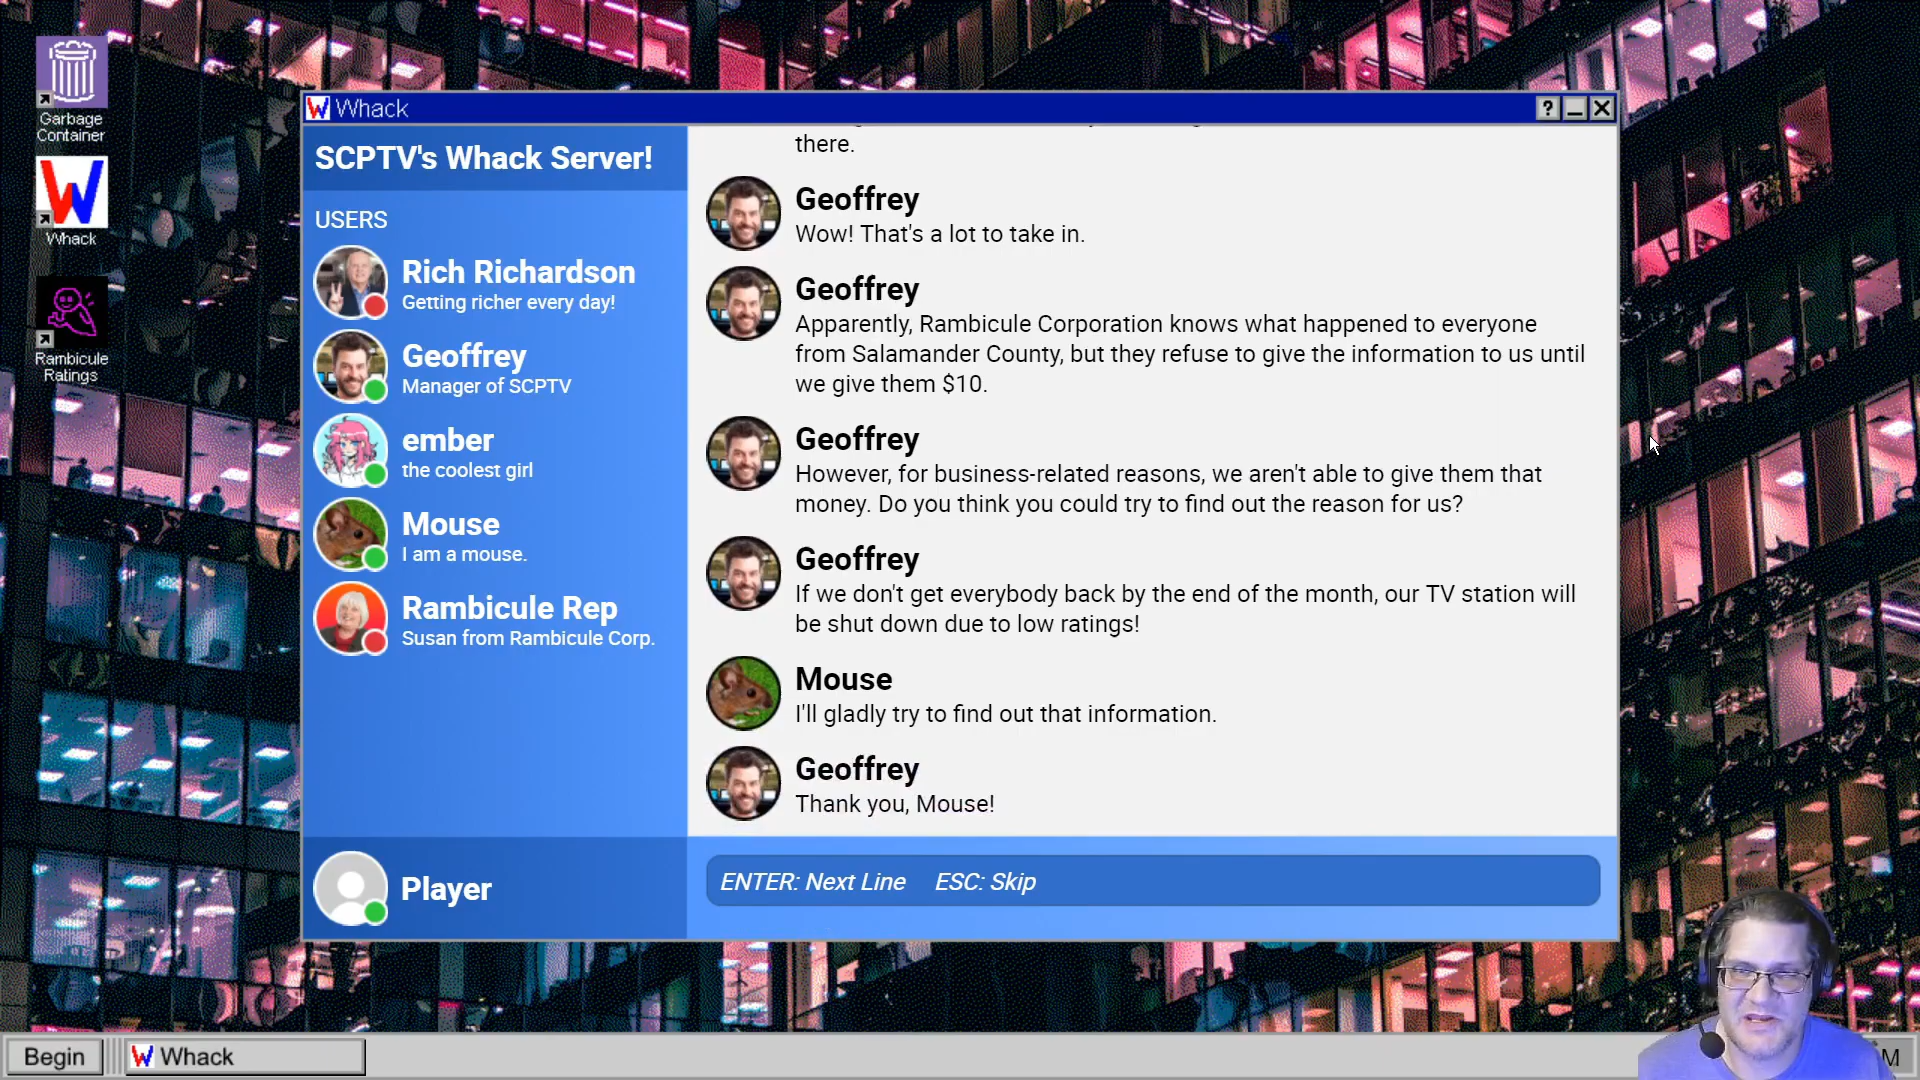 Garbage
Container
Whack
Rambicule
Ratings
Whack
SCPTV's Whack Server!
USERS
Rich Richardson
Getting richer every day!
Geoffrey
Manager of SCPTV
ember
the coolest girl
Mouse
I am a mouse.
Rambicule Rep
Susan from Rambicule Corp.
Player
there.
Geoffrey
Wow! That's a lot to take in.
Geoffrey
Apparently, Rambicule Corporation knows what happened to everyone
from Salamander County, but they refuse to give the information to us until
we give them $10.
Geoffrey
However, for business-related reasons, we aren't able to give them that
money. Do you think you could try to find out the reason for us?
Geoffrey
If we don't get everybody back by the end of the month, our TV station will
be shut down due to low ratings!
Mouse
I'll gladly try to find out that information.
Geoffrey
Thank you, Mouse!
ENTER: Next Line ESC: Skip
Begin
Whack